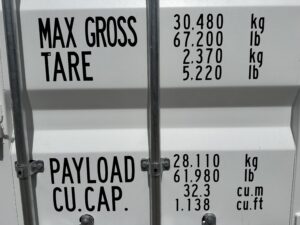 MAX GROSS 30.480 kg
67.200 lb
TARE 2.370 kg
5.220 lb
PAYLOAD 28.110 kg
61.980 lb
CU.CAP. 32.3 cu.m
1.138 cu.ft